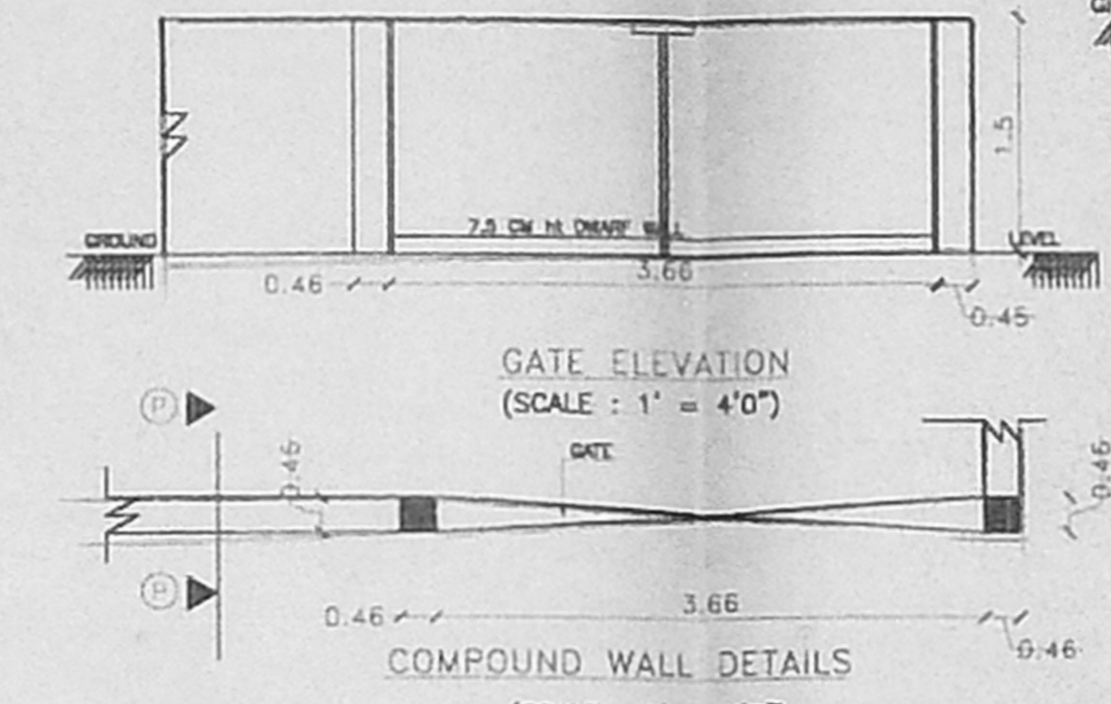 1.5
7.5 CM ht DWARF WALL
GROUND
LEVEL
0.46
3.66
0.45
GATE ELEVATION
(SCALE : 1' = 4'0")
P
GATE
0.46
0.46
P
0.46
3.66
0.46
COMPOUND WALL DETAILS